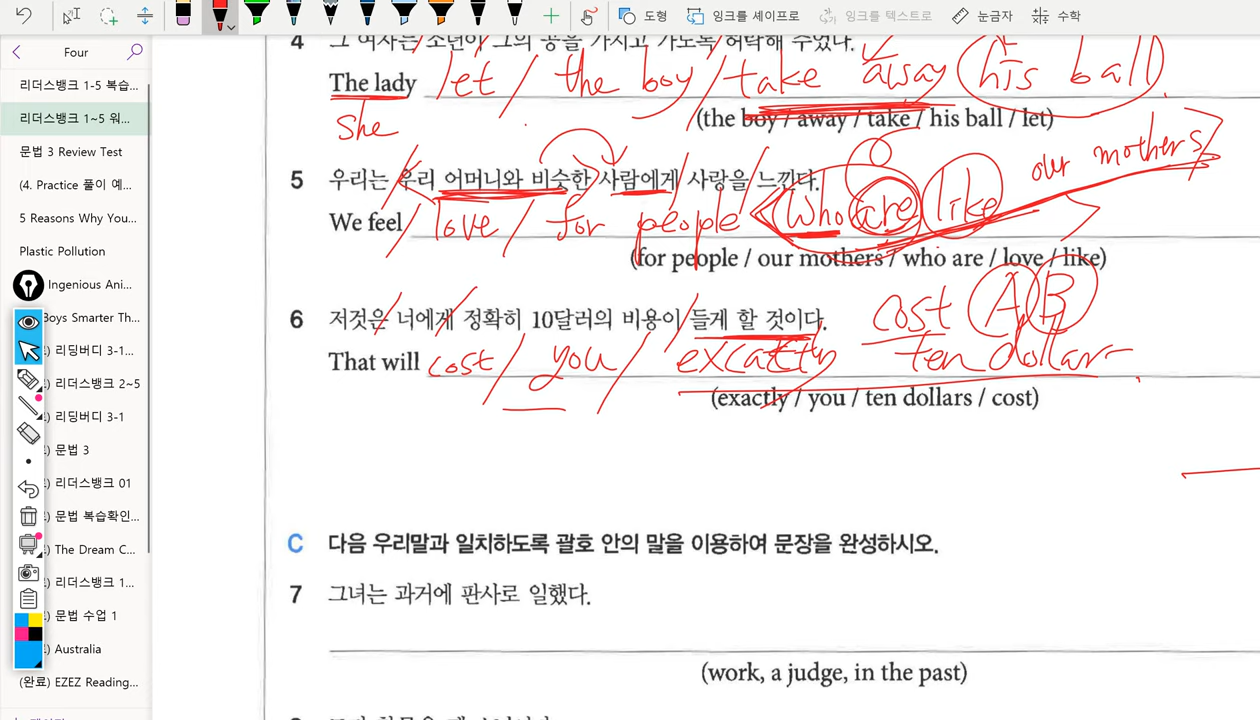 도형
잉크를 셰이프로
잉크를 텍스트로
눈금자
수학
Four
리더스뱅크 1-5 복습...
리더스뱅크 1~5 워...
문법 3 Review Test
(4. Practice 풀이 예...
5 Reasons Why You...
Plastic Pollution
Ingenious Ani...
Boys Smarter Th...
리딩버디 3-1...
리더스뱅크 2~5
리딩버디 3-1
문법 3
리더스뱅크 01
문법 복습확인...
The Dream C...
리더스뱅크 1...
문법 수업 1
Australia
(완료) EZEZ Reading...
4 그 여자는 소년이 그의 공을 가지고 가도록 허락해 주었다.
The lady let / the boy / take away (his ball)
she
(the boy / away / take / his ball / let)
our mothers
5 우리는 우리 어머니와 비슷한 사람에게 사랑을 느낀다.
We feel love / for people who are like
(for people / our mothers / who are / love / like)
6 저것은 너에게 정확히 10달러의 비용이 들게 할 것이다.
cost A B
That will cost / you / ten dollar
(exactly / you / ten dollars / cost)
C 다음 우리말과 일치하도록 괄호 안의 말을 이용하여 문장을 완성하시오.
7 그녀는 과거에 판사로 일했다.
(work, a judge, in the past)